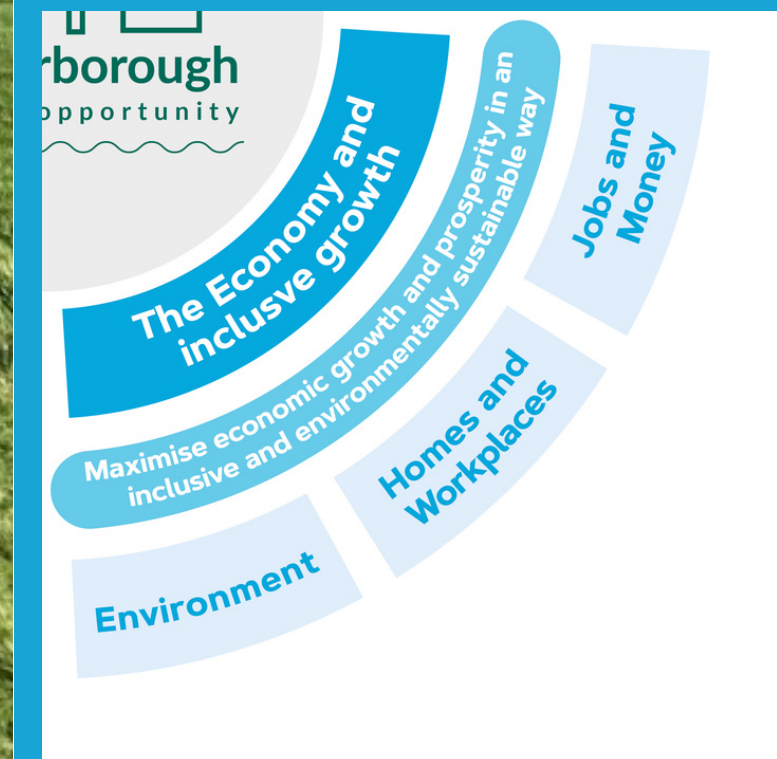 rborough
opportunity
The Economy and
inclusve growth
Maximise economic growth and prosperity in an
inclusive and environmentally sustainable way
Jobs and
Money
Homes and
Workplaces
Environment